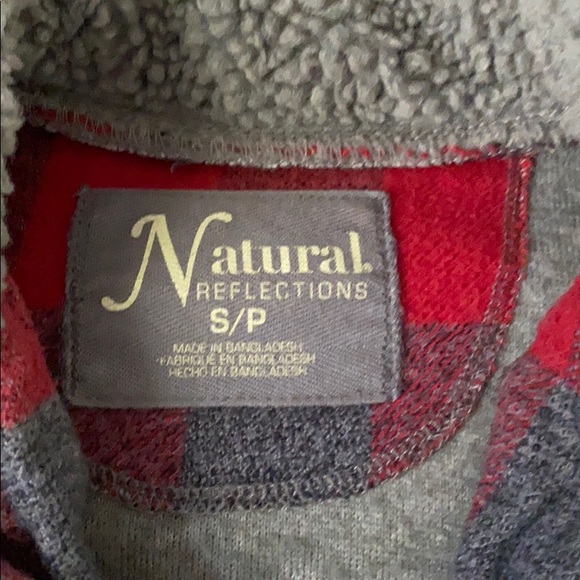 Natural
REFLECTIONS
S/P
MADE IN BANGLADESH
FABRIQUÉ EN BANGLADESH
HECHO EN BANGLADESH